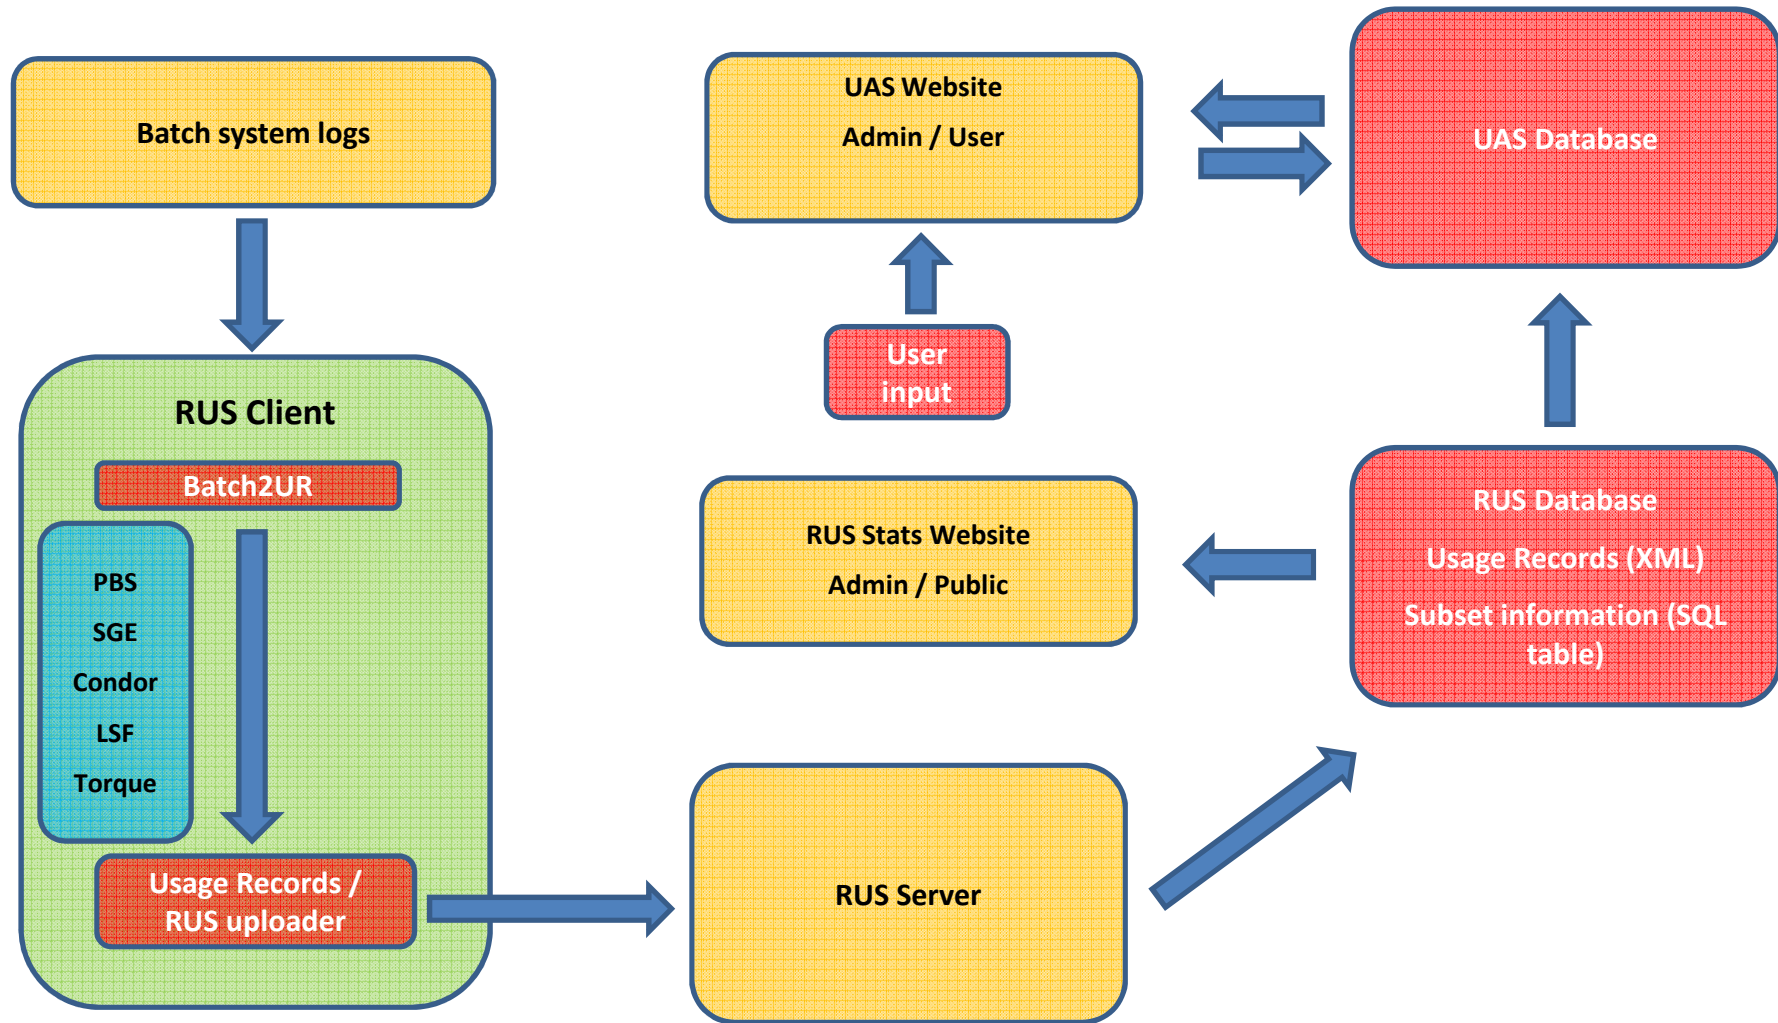 Batch system logs
UAS Website
Admin / User
UAS Database
User
input
RUS Client
Batch2UR
PBS
SGE
Condor
LSF
Torque
Usage Records /
RUS uploader
RUS Stats Website
Admin / Public
RUS Database
Usage Records (XML)
Subset information (SQL
table)
RUS Server